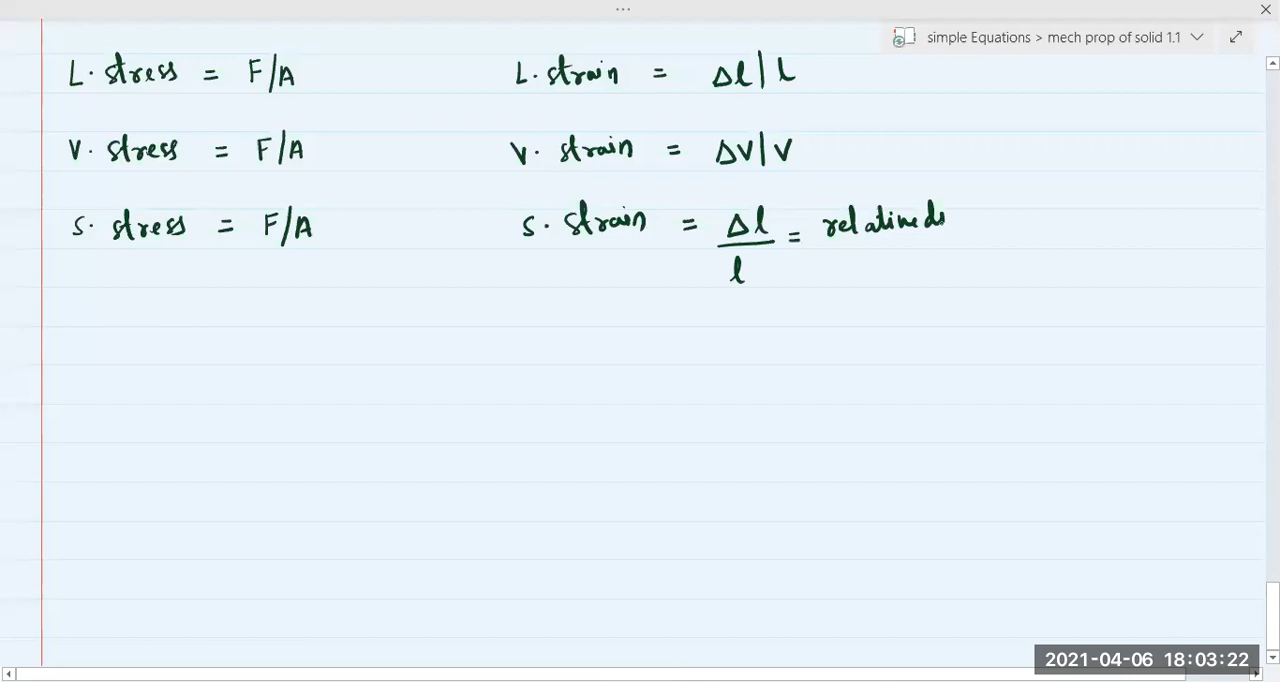 ...
simple Equations > mech prop of solid 1.1
L. stress = F/A L. strain = Δl|l
V. stress = F/A V. strain = ΔV|V
S. stress = F/A S. strain = Δl/l = relative de
2021-04-06 18:03:22